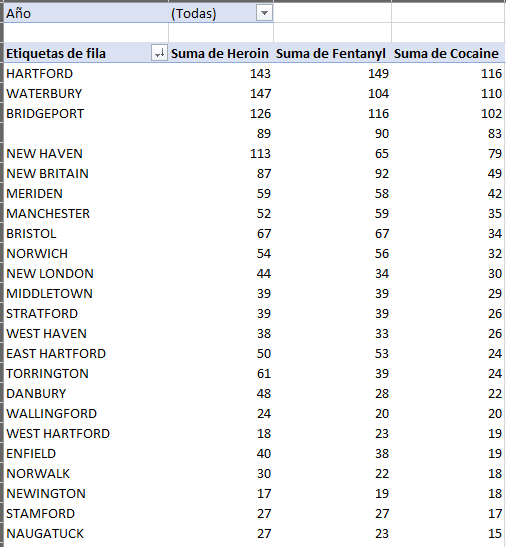 Año (Todas)
Etiquetas de fila Suma de Heroin Suma de Fentanyl Suma de Cocaine
HARTFORD 143 149 116
WATERBURY 147 104 110
BRIDGEPORT 126 116 102
89 90 83
NEW HAVEN 113 65 79
NEW BRITAIN 87 92 49
MERIDEN 59 58 42
MANCHESTER 52 59 35
BRISTOL 67 67 34
NORWICH 54 56 32
NEW LONDON 44 34 30
MIDDLETOWN 39 39 29
STRATFORD 39 39 26
WEST HAVEN 38 33 26
EAST HARTFORD 50 53 24
TORRINGTON 61 39 24
DANBURY 48 28 22
WALLINGFORD 24 20 20
WEST HARTFORD 18 23 19
ENFIELD 40 38 19
NORWALK 30 22 18
NEWINGTON 17 19 18
STAMFORD 27 27 17
NAUGATUCK 27 23 15